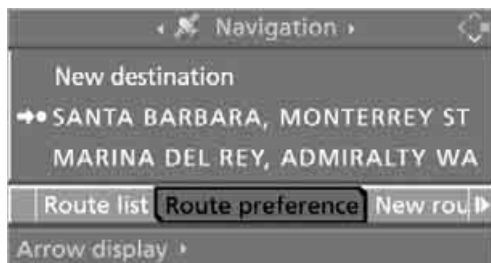 Navigation
New destination
SANTA BARBARA, MONTERREY ST
MARINA DEL REY, ADMIRALTY WA
Route list Route preference New rou
Arrow display